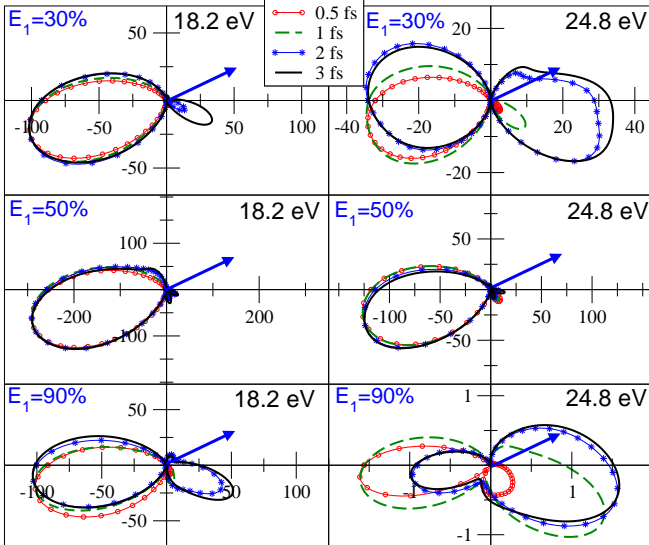 E1=30% 18.2 eV
50
-100 -50 50 100
-50
0.5 fs
1 fs
2 fs
3 fs
E1=30% 24.8 eV
20
-20 20 40
-20
E1=50% 18.2 eV
100
-200 200
-100
E1=50% 24.8 eV
50
-100 -50 50 100
-50
E1=90% 18.2 eV
50
-100 -50 50 100
-50
E1=90% 24.8 eV
1
-1 1
-1